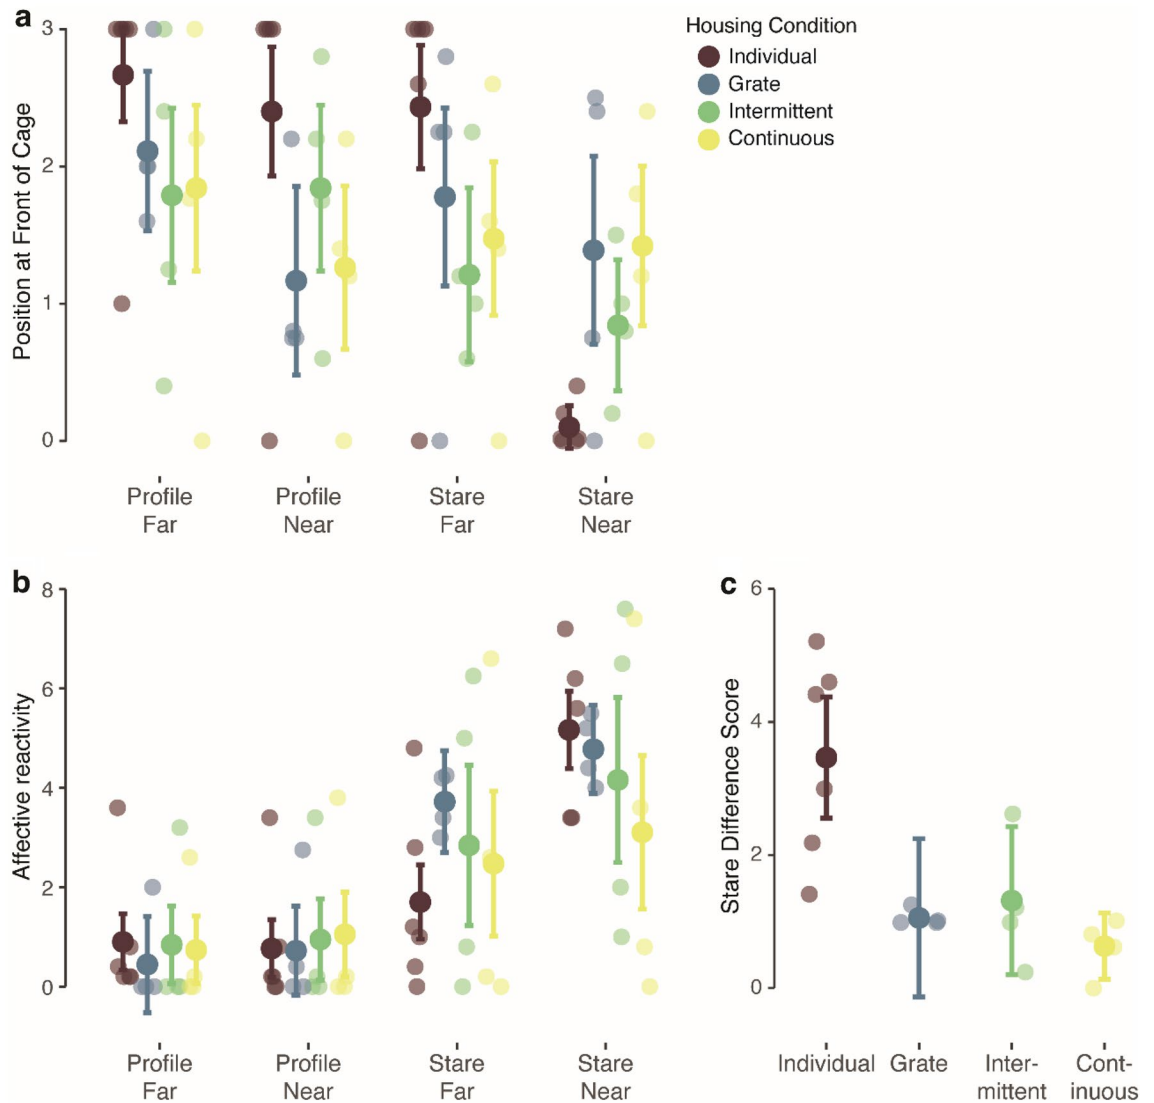 a
Position at Front of Cage
3
2
1
0
Profile
Far
Profile
Near
Stare
Far
Stare
Near
Housing Condition
Individual
Grate
Intermittent
Continuous
b
Affective reactivity
8
6
4
2
0
Profile
Far
Profile
Near
Stare
Far
Stare
Near
c
Stare Difference Score
6
4
2
0
Individual
Grate
Inter-
mittent
Cont-
inuous